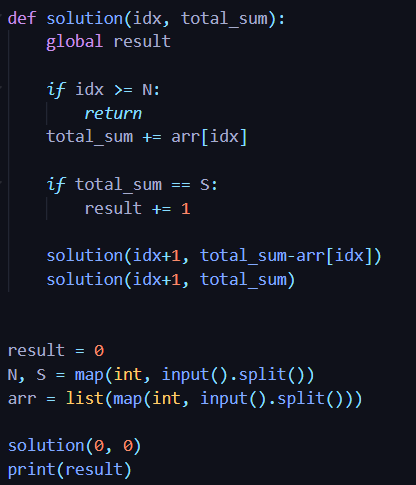 def solution(idx, total_sum):
    global result

    if idx >= N:
        return
    total_sum += arr[idx]

    if total_sum == S:
        result += 1

    solution(idx+1, total_sum-arr[idx])
    solution(idx+1, total_sum)


result = 0
N, S = map(int, input().split())
arr = list(map(int, input().split()))

solution(0, 0)
print(result)